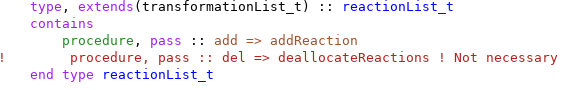 type, extends(transformationList_t) :: reactionList_t
contains
procedure, pass :: add => addReaction
! procedure, pass :: del => deallocateReactions ! Not necessary
end type reactionList_t